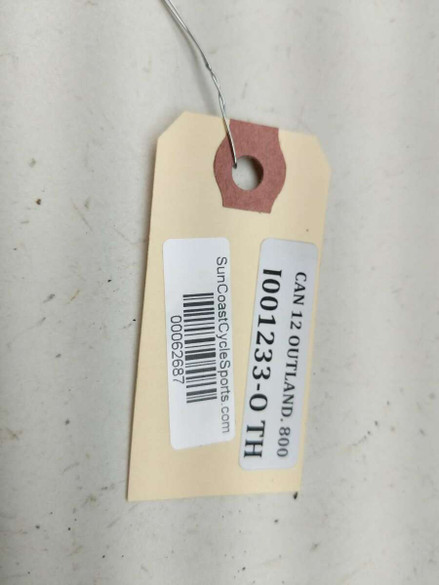 CAN 12 OUTLAND. 800
I001233-O TH
SunCoastCycleSports.com
00062687